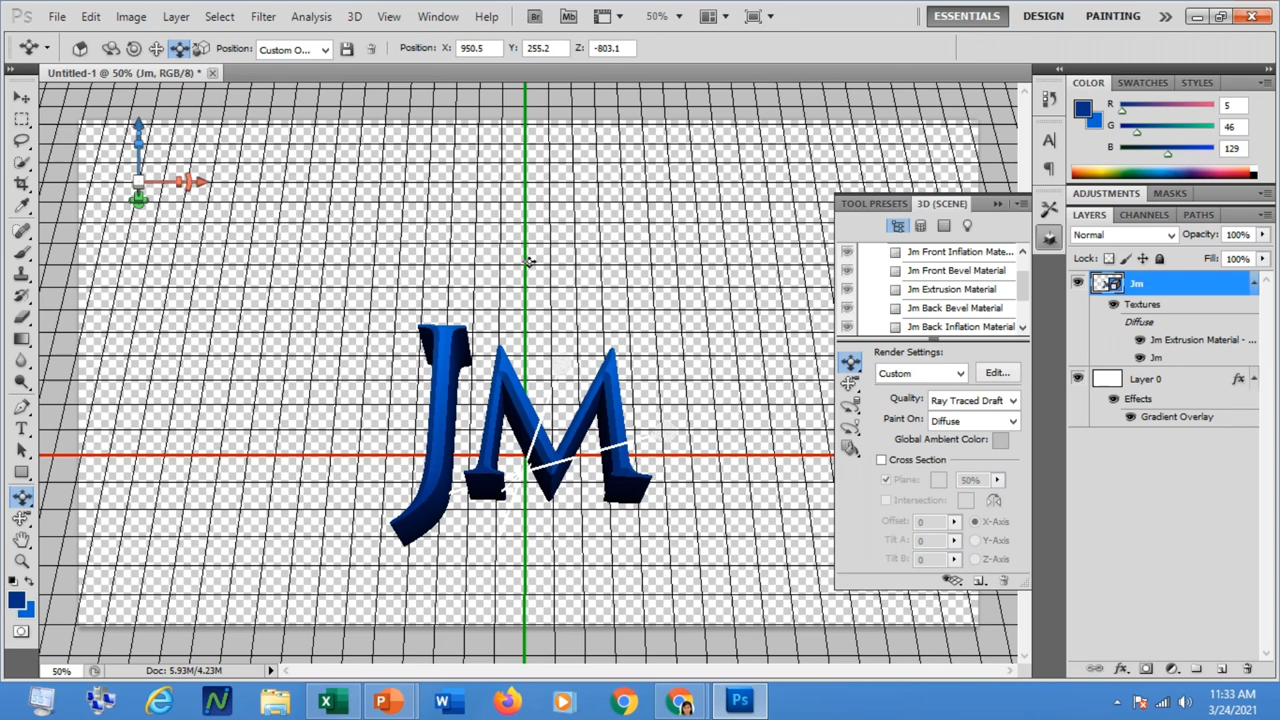 Ps File Edit Image Layer Select Filter Analysis 3D View Window Help Br Mb 50% ESSENTIALS DESIGN PAINTING
Position: Custom O... Position: X: 950.5 Y: 255.2 Z: -803.1
Untitled-1 @ 50% (Jm, RGB/8) *
COLOR SWATCHES STYLES
R 5
G 46
B 129
ADJUSTMENTS MASKS
LAYERS CHANNELS PATHS
Normal Opacity: 100%
Lock: Fill: 100%
Jm
Textures
Diffuse
Jm Extrusion Material - ...
Jm
Layer 0 fx
Effects
Gradient Overlay
TOOL PRESETS 3D {SCENE}
Jm Front Inflation Mate...
Jm Front Bevel Material
Jm Extrusion Material
Jm Back Bevel Material
Jm Back Inflation Material
Render Settings:
Custom Edit...
Quality: Ray Traced Draft
Paint On: Diffuse
Global Ambient Color:
Cross Section
Plane: 50%
Intersection:
Offset: 0 X-Axis
Tilt A: 0 Y-Axis
Tilt B: 0 Z-Axis
JM
50% Doc: 5.93M/4.23M
11:33 AM
3/24/2021